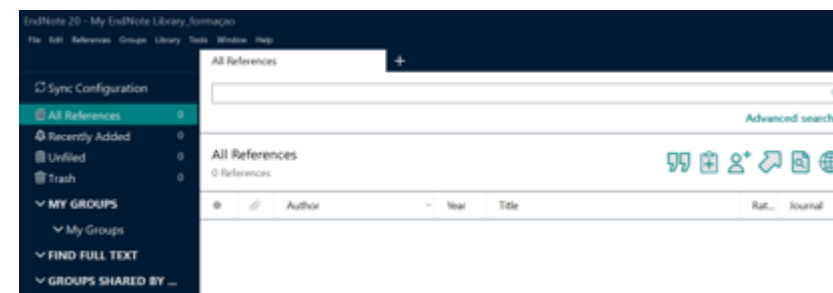 EndNote 20 - My EndNote Library_formaçao
File Edit References Groups Library Tools Window Help
All References
Sync Configuration
All References 0
Advanced search
Recently Added 0
Unfiled 0
All References
0 References
Trash 0
MY GROUPS
Author Year Title Rat... Journal
My Groups
FIND FULL TEXT
GROUPS SHARED BY ...